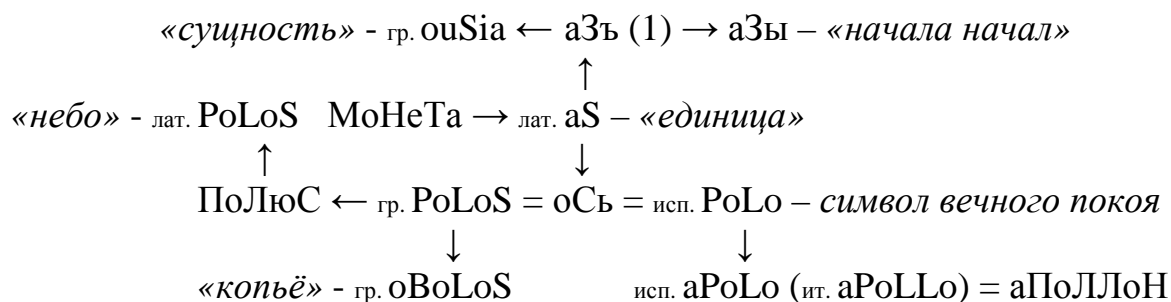 «сущность» - гр. ouSia ← аЗъ (1) → аЗы – «начала начал»
↑
«небо» - лат. PoLoS МоНеТа → лат. aS – «единица»
↑ ↓
ПоЛюС ← гр. PoLoS = оСь = исп. PoLo – символ вечного покоя
↓ ↓
«копьё» - гр. oBoLoS исп. aPoLo (ит. aPoLLo) = аПоЛЛоН